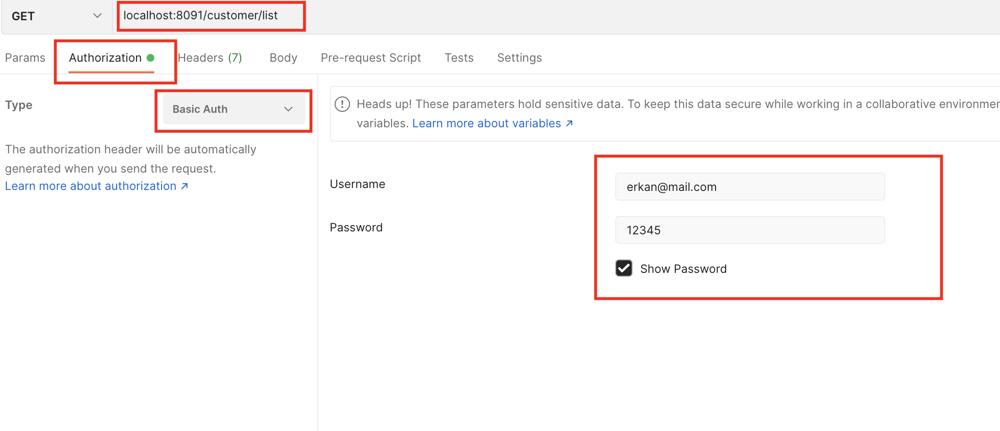 GET
localhost:8091/customer/list
Params
Authorization
Headers (7)
Body
Pre-request Script
Tests
Settings
Type
Basic Auth
The authorization header will be automatically
generated when you send the request.
Learn more about authorization ↗
Heads up! These parameters hold sensitive data. To keep this data secure while working in a collaborative
variables. Learn more about variables ↗
Username
erkan@mail.com
Password
12345
Show Password